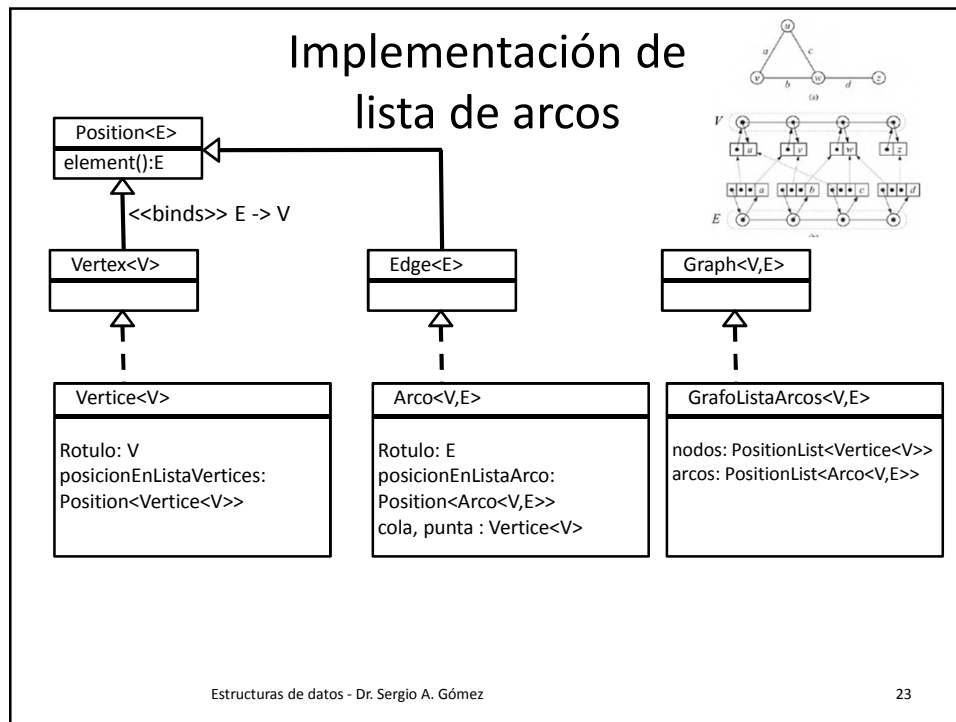 Implementación de
lista de arcos
u
a
c
v
b
w
d
z
(a)
V
u
v
w
z
a
b
c
d
E
Position<E>
element():E
<<binds>> E -> V
Vertex<V>
Edge<E>
Graph<V,E>
Vertice<V>
Rotulo: V
posicionEnListaVertices:
Position<Vertice<V>>
Arco<V,E>
Rotulo: E
posicionEnListaArco:
Position<Arco<V,E>>
cola, punta : Vertice<V>
GrafoListaArcos<V,E>
nodos: PositionList<Vertice<V>>
arcos: PositionList<Arco<V,E>>
Estructuras de datos - Dr. Sergio A. Gómez
23